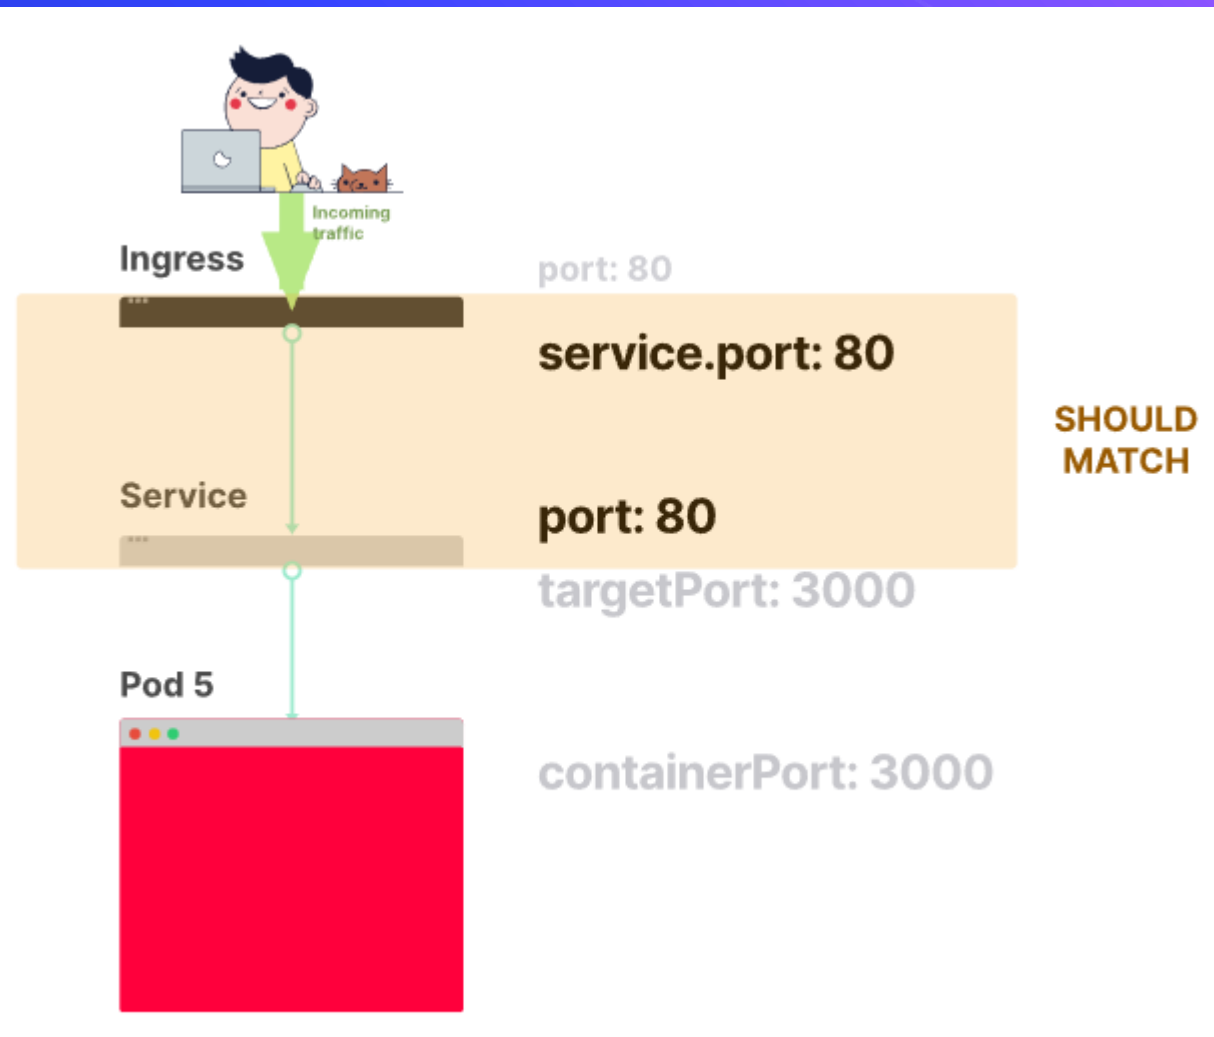 Incoming
traffic
Ingress
port: 80
service.port: 80
SHOULD
MATCH
Service
port: 80
targetPort: 3000
Pod 5
containerPort: 3000